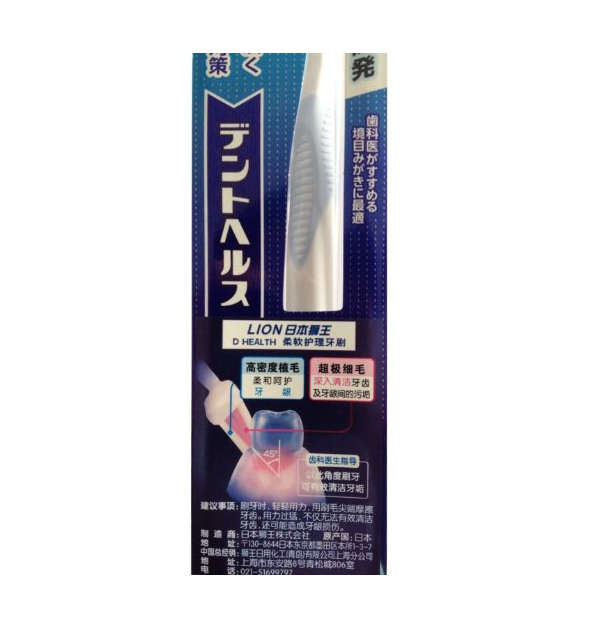 く
策
発
デントヘルス
歯科医がすすめる
境目みがきに最適
LION 日本狮王
D HEALTH 柔软护理牙刷
高密度植毛
柔和呵护
牙龈
超极细毛
深入清洁牙齿
及牙龈间的污垢
45°
齿科医生指导
以此角度刷牙
可有效清洁牙垢
建议事项:刷牙时,轻轻用力,用刷毛尖端摩擦
牙齿。用力过猛,不仅无法有效清洁
牙齿,还可能造成牙龈损伤。
制造商:日本狮王株式会社 原产国:日本
地址:〒130-8644日本东京都墨田区本所1-3-7
中国总经销:狮王日用化工(青岛)有限公司上海分公司
地址:上海市东安路8号青松城806室
电话:021-51699797